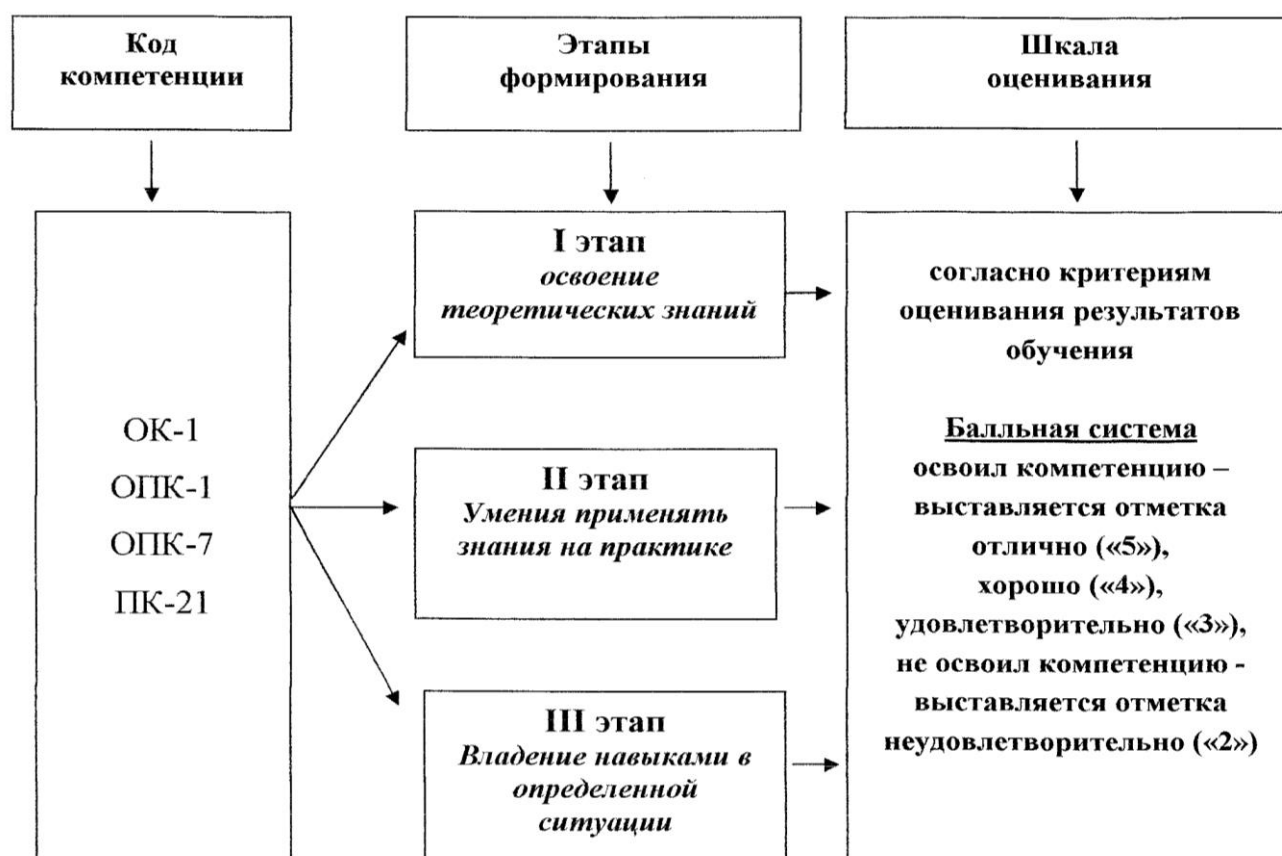 Код
компетенции
Этапы
формирования
Шкала
оценивания
ОК-1
ОПК-1
ОПК-7
ПК-21
I этап
освоение
теоретических знаний
II этап
Умения применять
знания на практике
III этап
Владение навыками в
определенной
ситуации
согласно критериям
оценивания результатов
обучения
Балльная система
освоил компетенцию –
выставляется отметка
отлично («5»),
хорошо («4»),
удовлетворительно («3»),
не освоил компетенцию -
выставляется отметка
неудовлетворительно («2»)